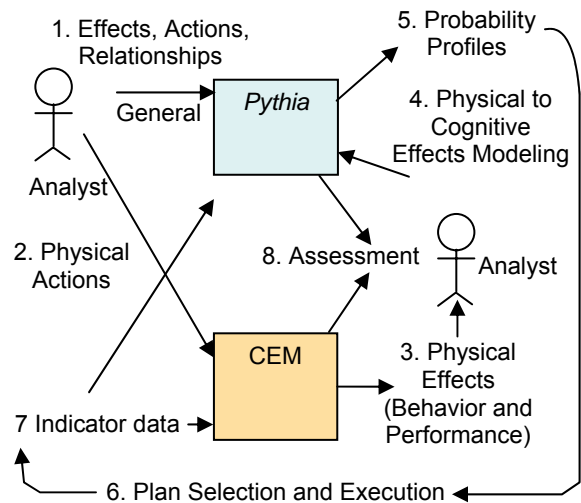 1. Effects, Actions,
Relationships
General
Analyst
Pythia
5. Probability
Profiles
4. Physical to
Cognitive
Effects Modeling
2. Physical
Actions
8. Assessment
Analyst
CEM
3. Physical
Effects
(Behavior and
Performance)
7 Indicator data
6. Plan Selection and Execution